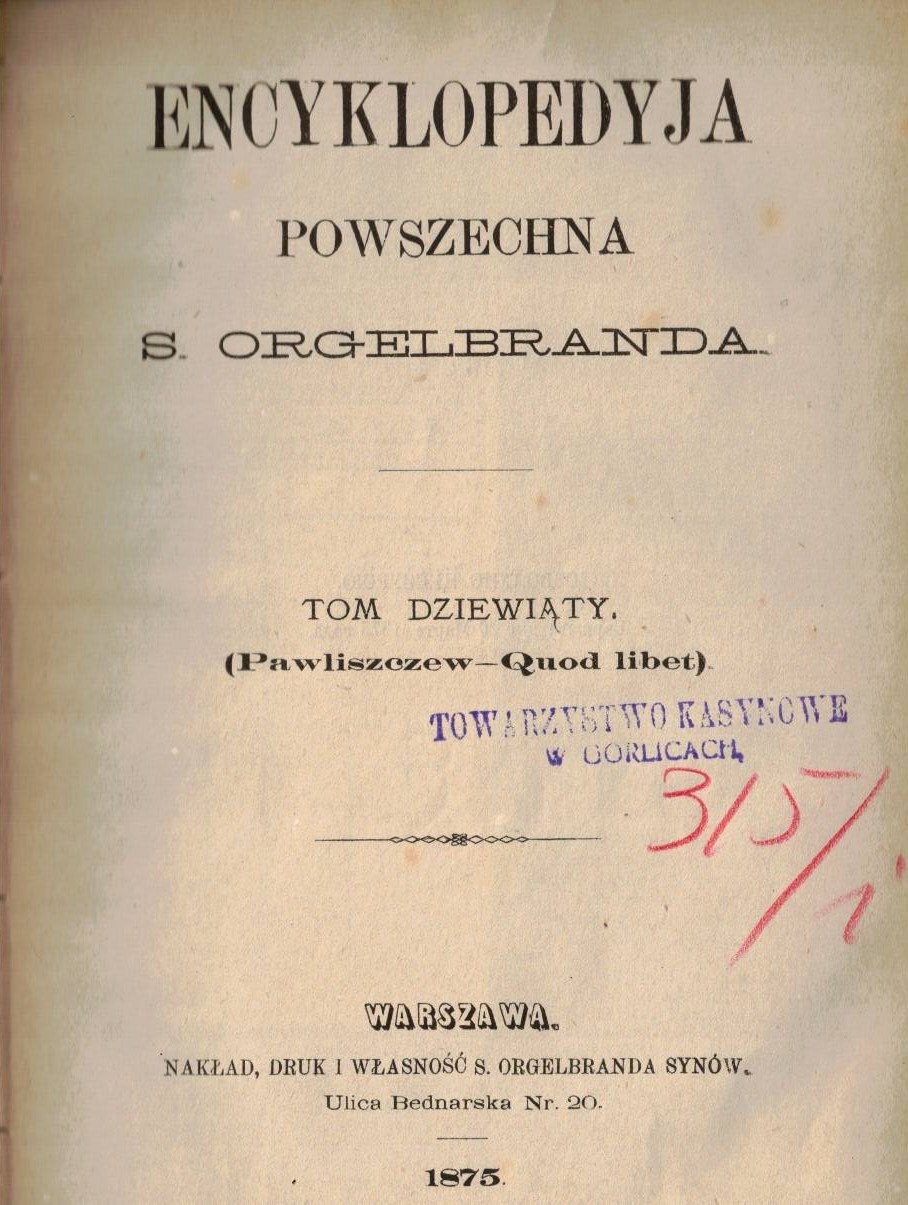 ENCYKLOPEDYJA
POWSZECHNA
S. ORGELBRANDA.
TOM DZIEWIĄTY.
(Pawliszczew—Quod libet).
TOWARZYSTWO KASYNOWE
W GORLICACH,
315/i
WARSZAWA.
NAKŁAD, DRUK I WŁASNOŚĆ S. ORGELBRANDA SYNÓW.
Ulica Bednarska Nr. 20.
1875.